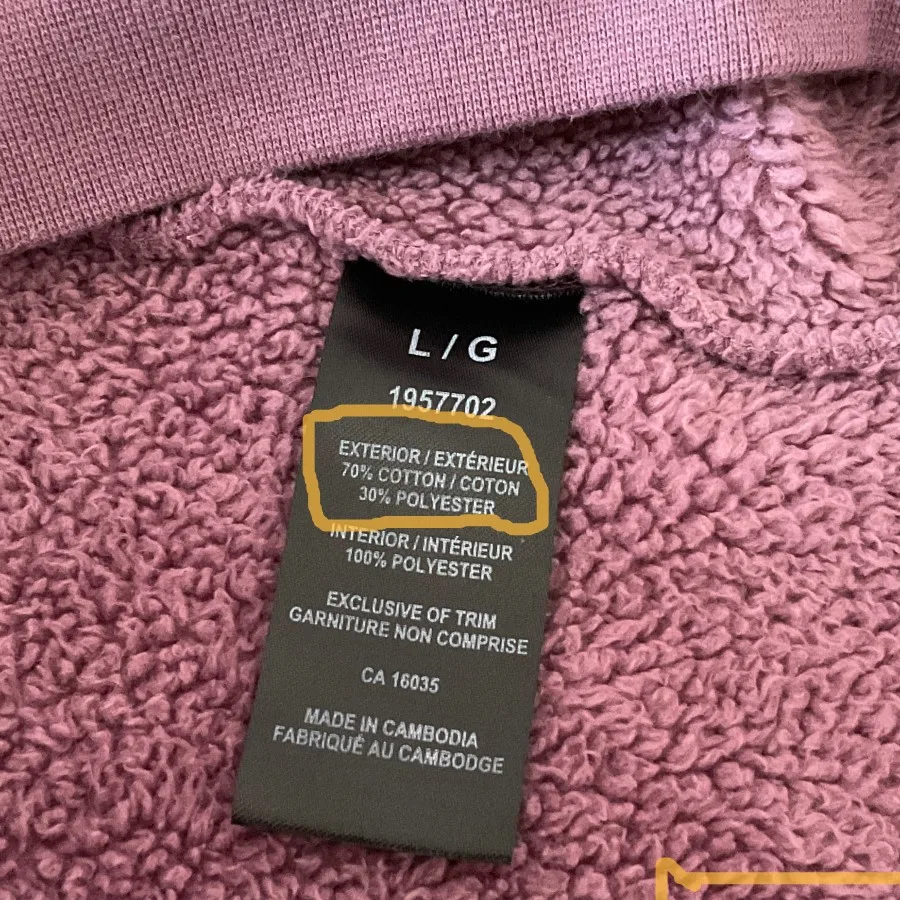 L / G
1957702
EXTERIOR / EXTÉRIEUR
70% COTTON / COTON
30% POLYESTER
INTERIOR / INTÉRIEUR
100% POLYESTER
EXCLUSIVE OF TRIM
GARNITURE NON COMPRISE
CA 16035
MADE IN CAMBODIA
FABRIQUÉ AU CAMBODGE